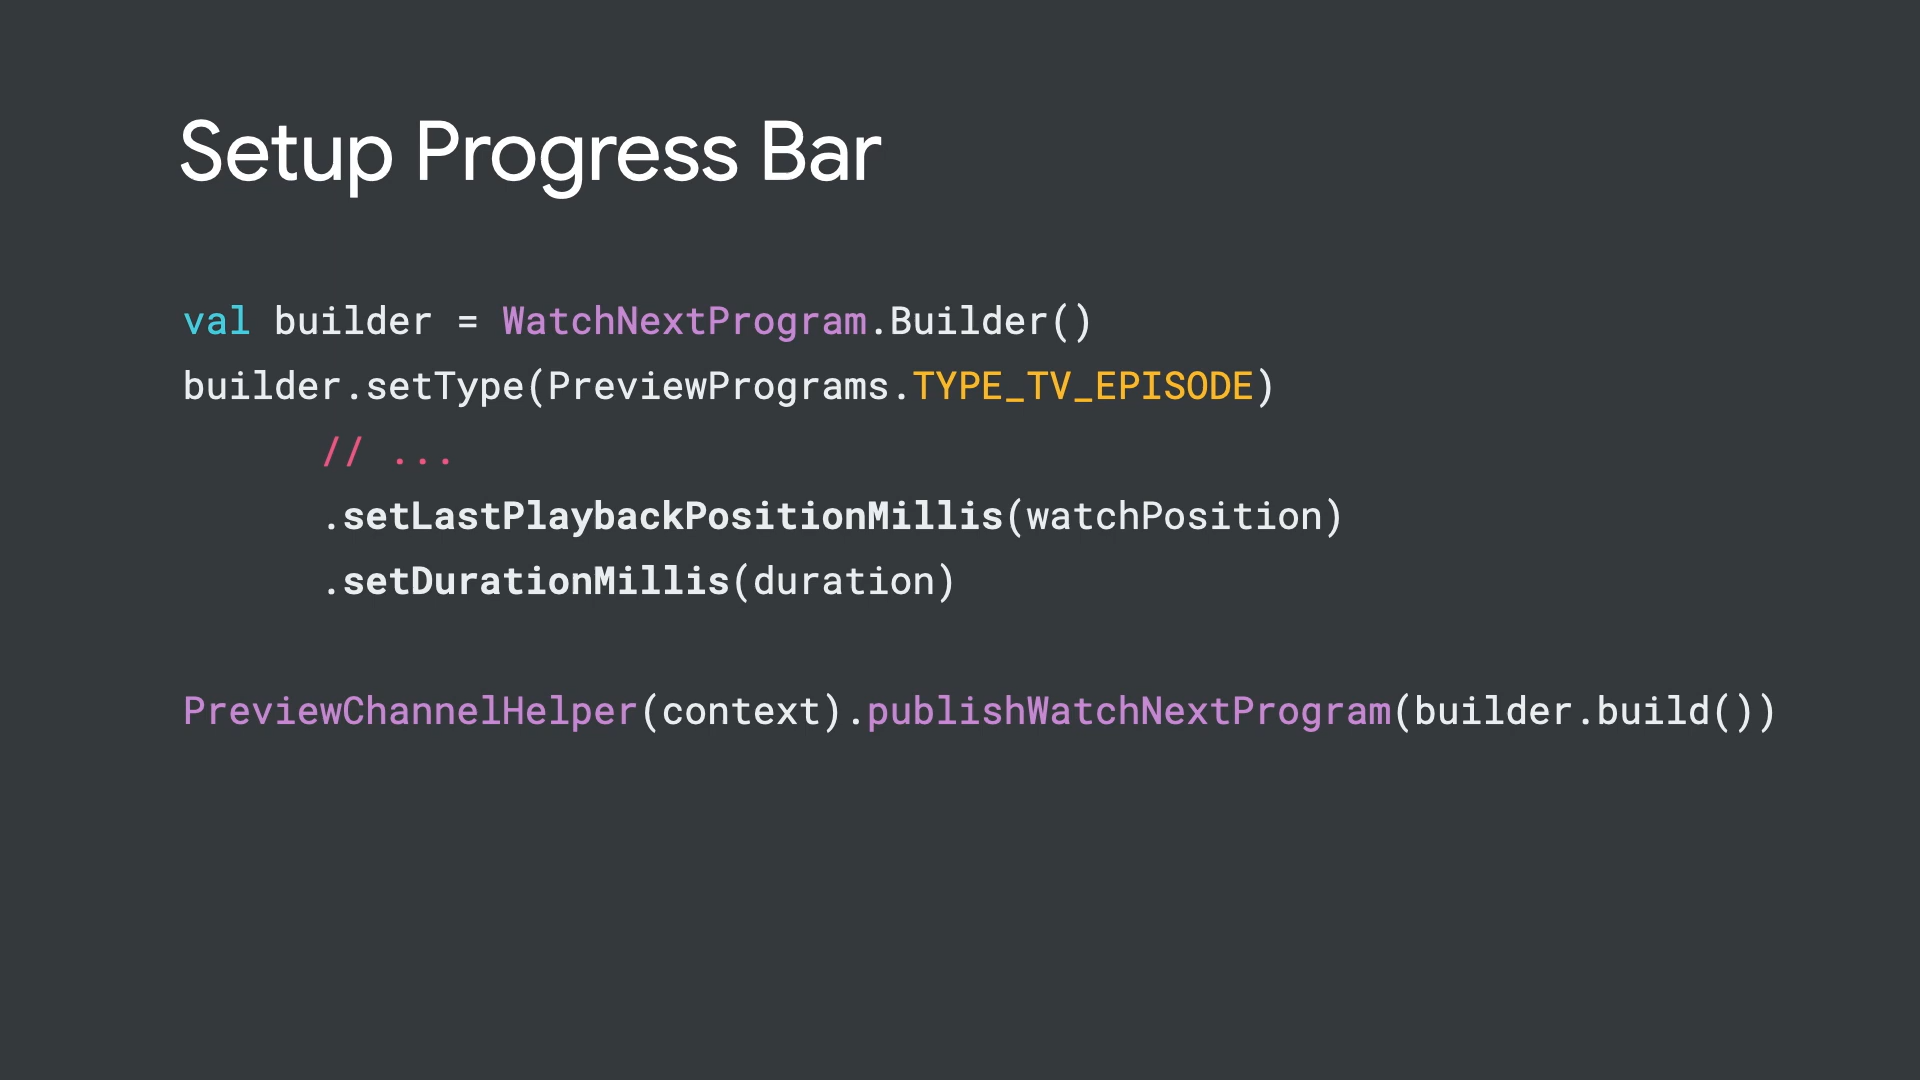 Setup Progress Bar
val builder = WatchNextProgram.Builder()
builder.setType(PreviewPrograms.TYPE_TV_EPISODE)
// ...
.setLastPlaybackPositionMillis(watchPosition)
.setDurationMillis(duration)
PreviewChannelHelper(context).publishWatchNextProgram(builder.build())